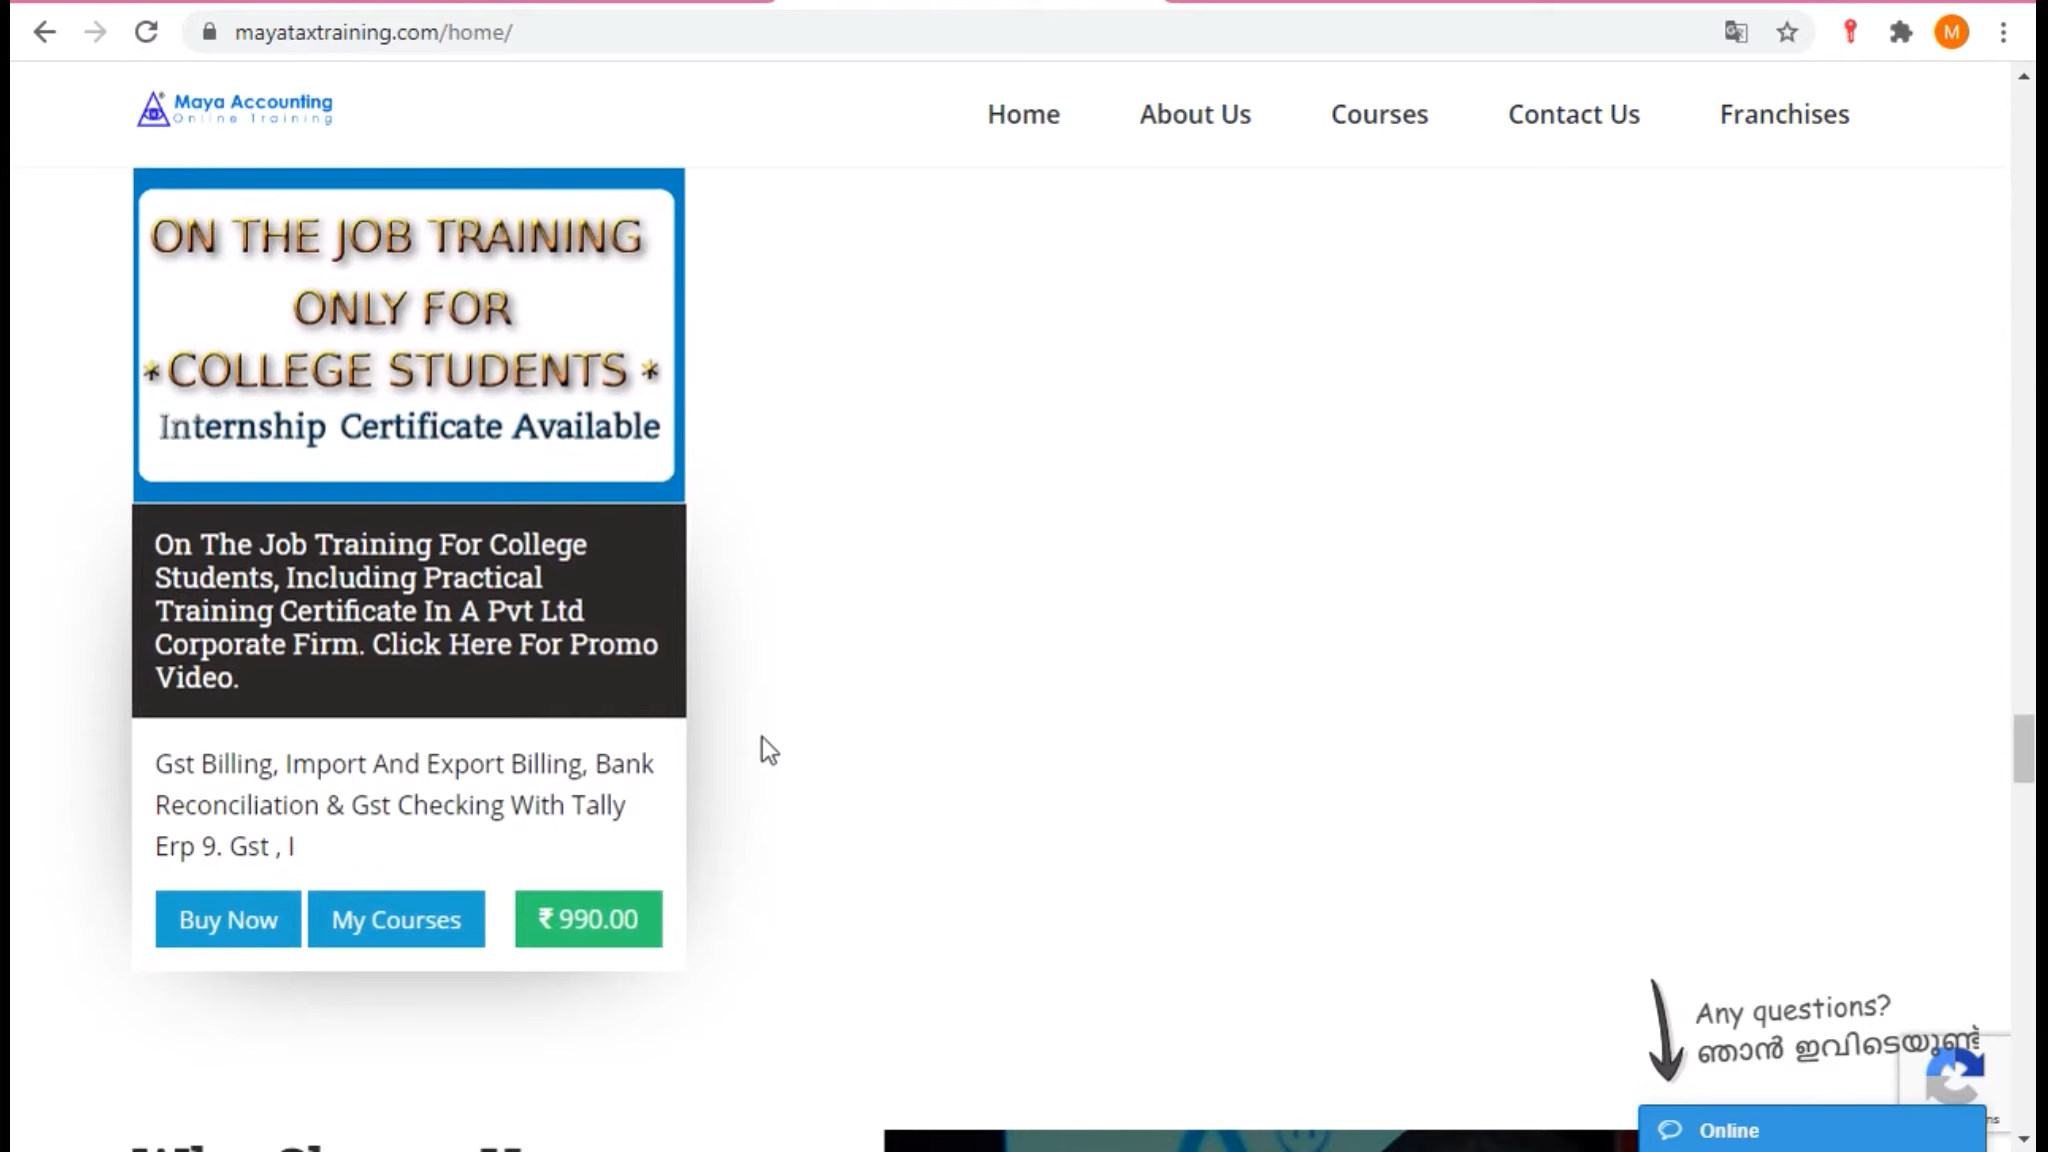 mayataxtraining.com/home/
M
Maya Accounting
Online Training
Home
About Us
Courses
Contact Us
Franchises
ON THE JOB TRAINING
ONLY FOR
* COLLEGE STUDENTS *
Internship Certificate Available
On The Job Training For College
Students, Including Practical
Training Certificate In A Pvt Ltd
Corporate Firm. Click Here For Promo
Video.
Gst Billing, Import And Export Billing, Bank
Reconciliation & Gst Checking With Tally
Erp 9. Gst , I
Buy Now
My Courses
₹ 990.00
Any questions?
ഞാൻ ഇവിടെയുണ്ട്
Online